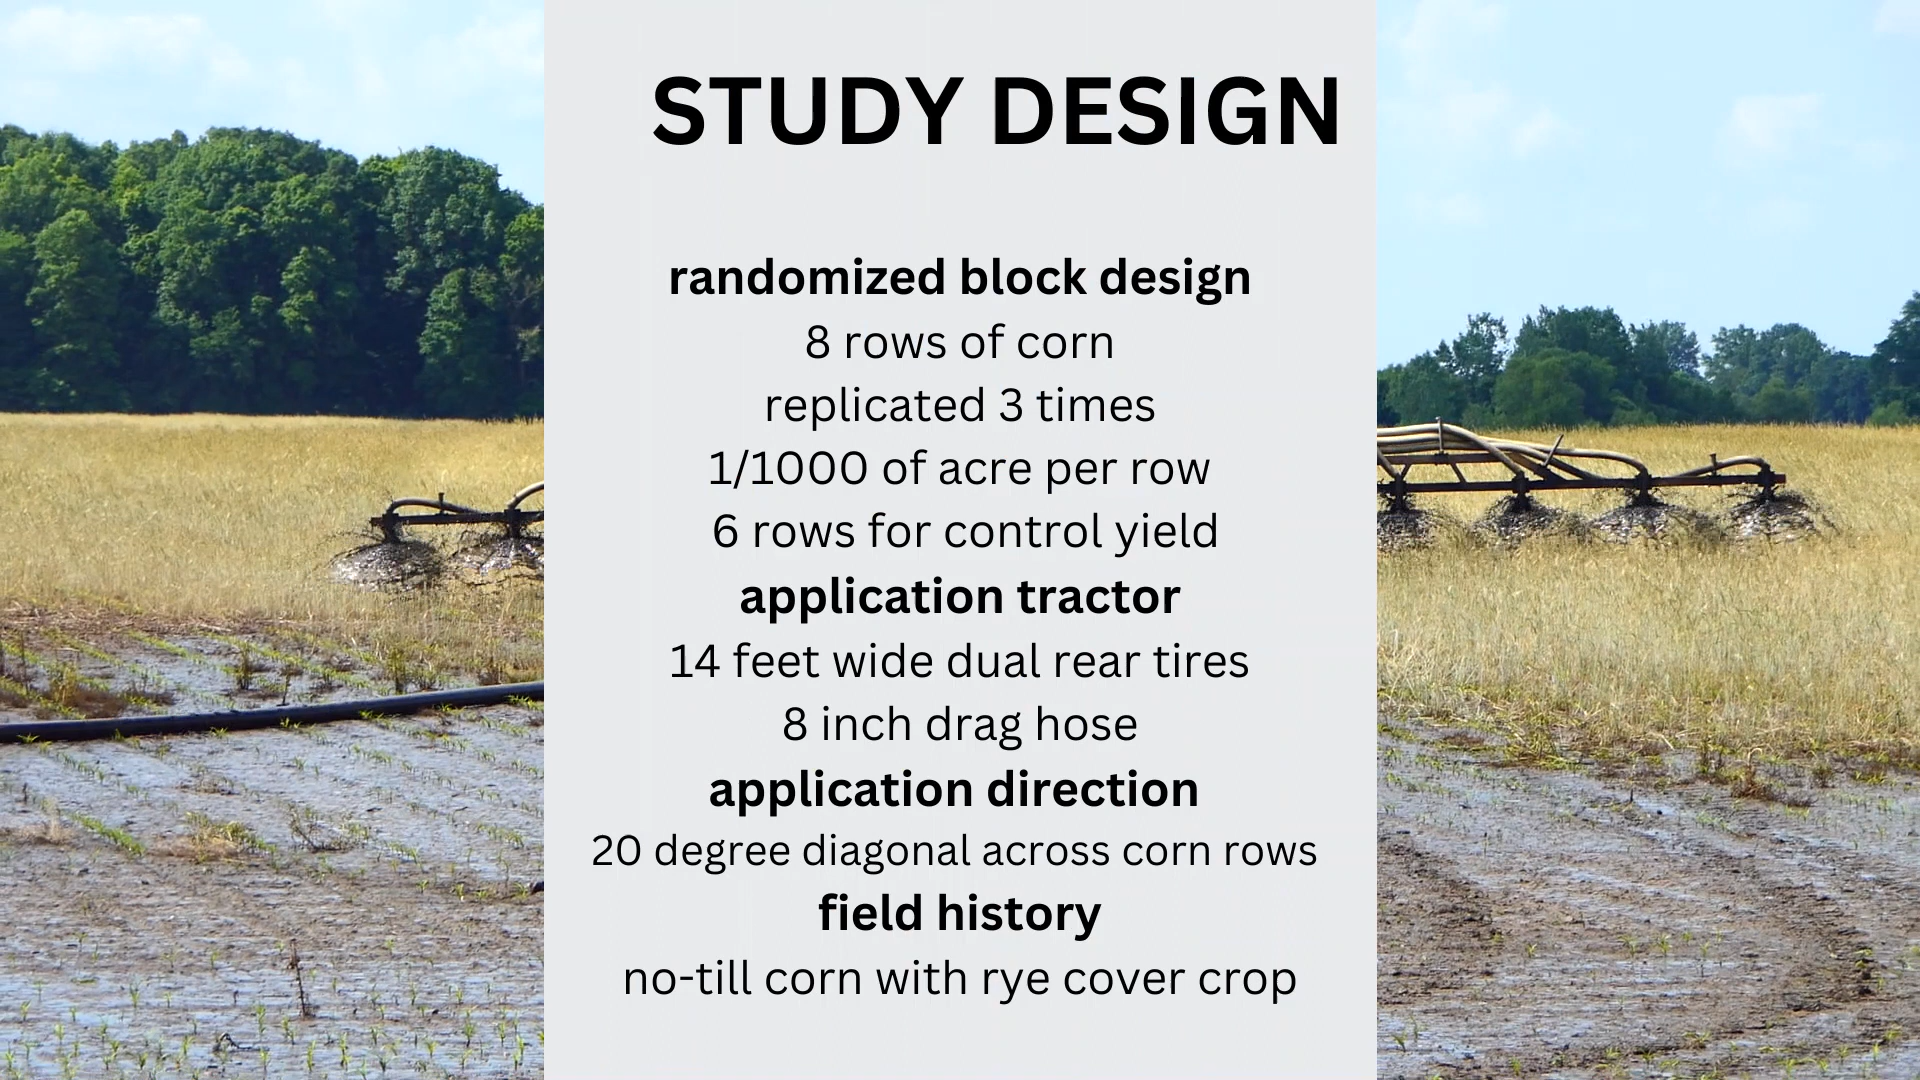 STUDY DESIGN
randomized block design
8 rows of corn
replicated 3 times
1/1000 of acre per row
6 rows for control yield
application tractor
14 feet wide dual rear tires
8 inch drag hose
application direction
20 degree diagonal across corn rows
field history
no-till corn with rye cover crop